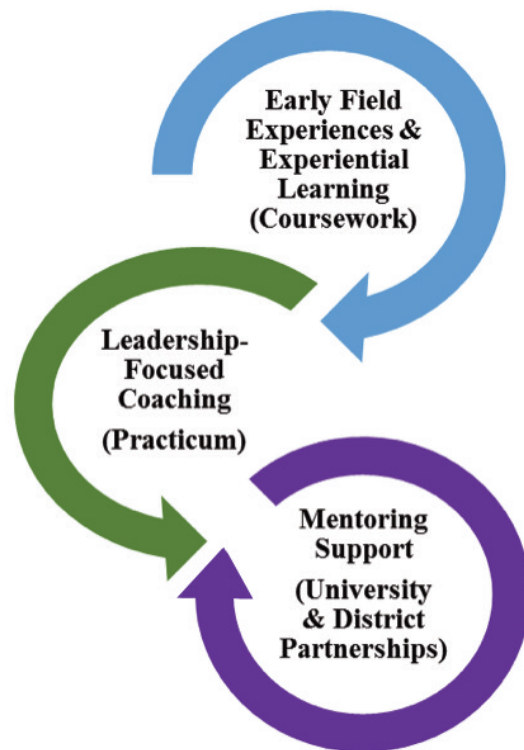 Early Field
Experiences &
Experiential
Learning
(Coursework)
Leadership-
Focused
Coaching
(Practicum)
Mentoring
Support
(University
& District
Partnerships)